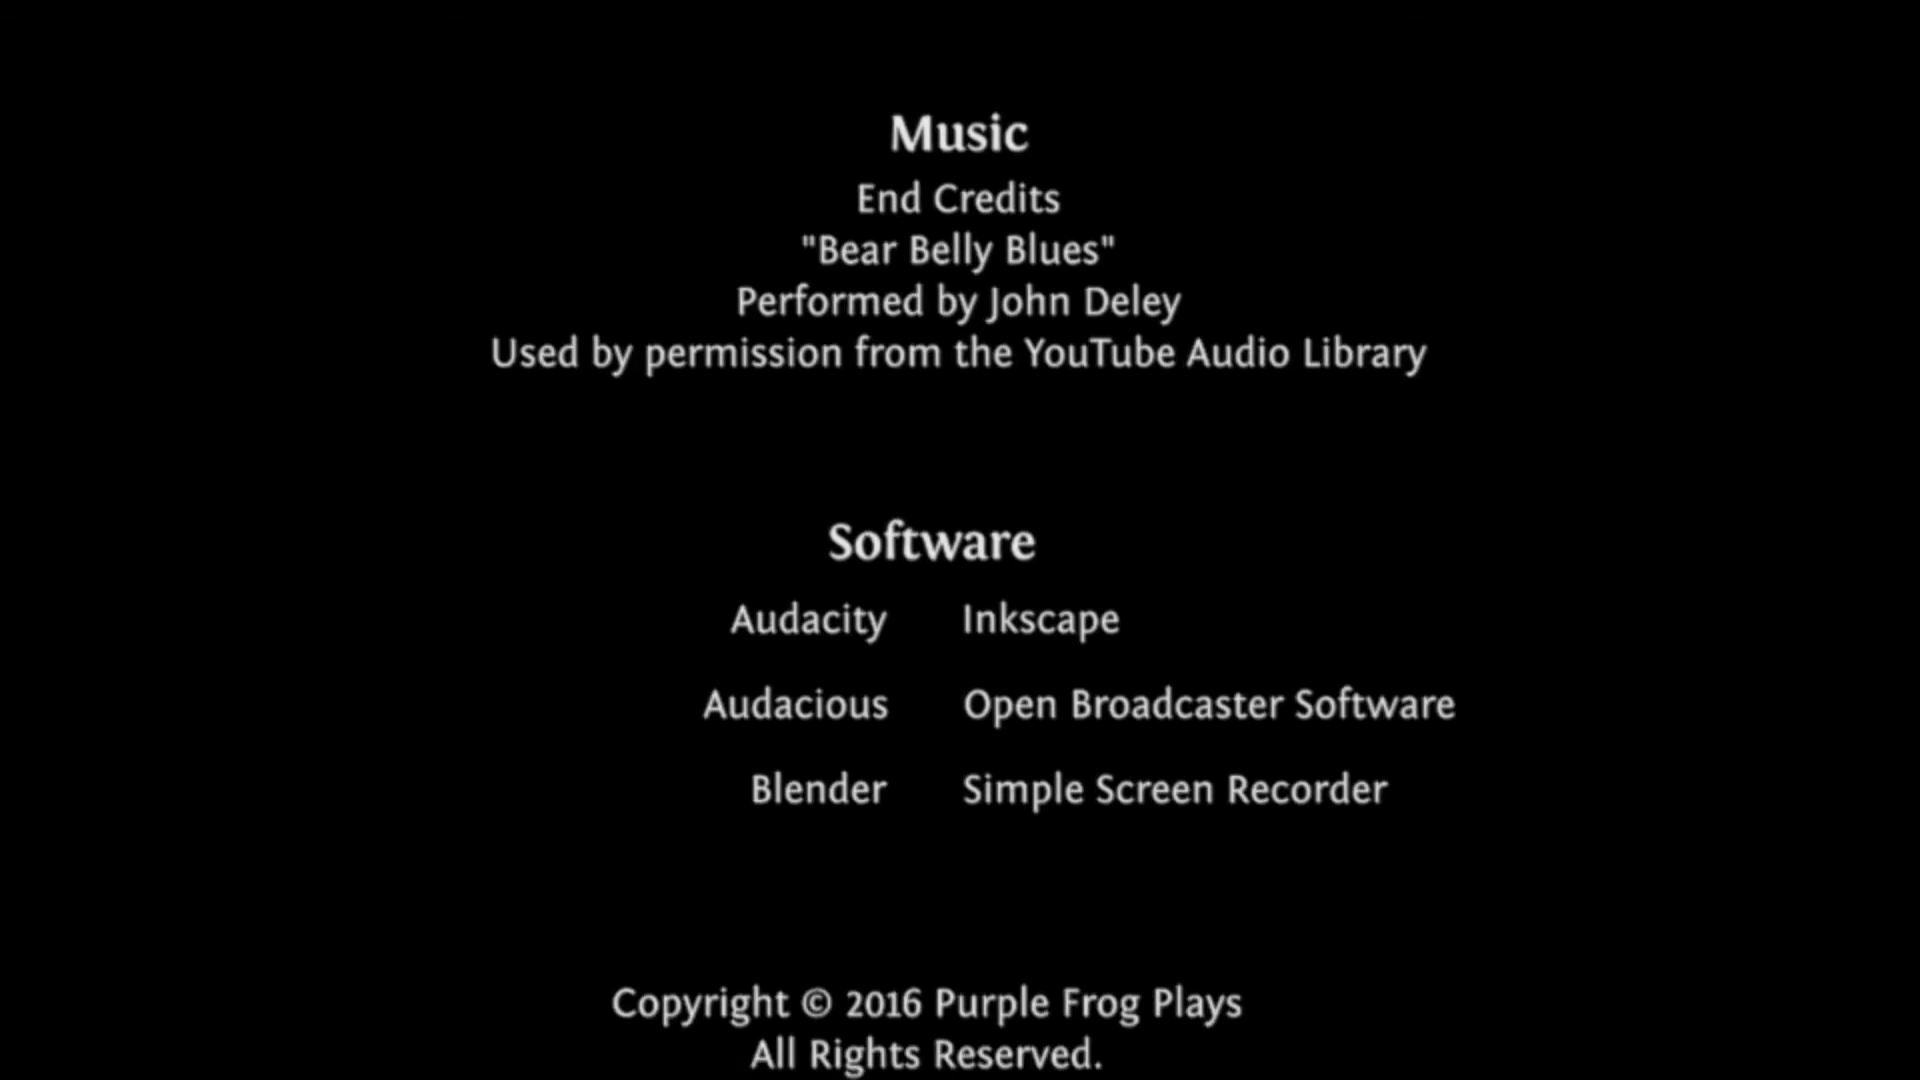 Music
End Credits
"Bear Belly Blues"
Performed by John Deley
Used by permission from the YouTube Audio Library
Software
Audacity Inkscape
Audacious Open Broadcaster Software
Blender Simple Screen Recorder
Copyright © 2016 Purple Frog Plays
All Rights Reserved.